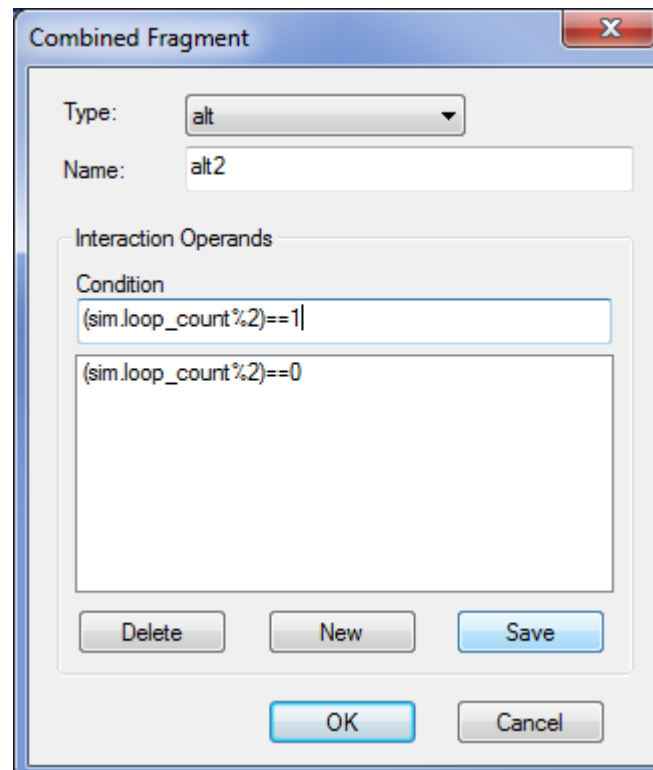 Combined Fragment
Type: alt
Name: alt2
Interaction Operands
Condition
(sim.loop_count%2)==1
(sim.loop_count%2)==0
Delete New Save
OK Cancel